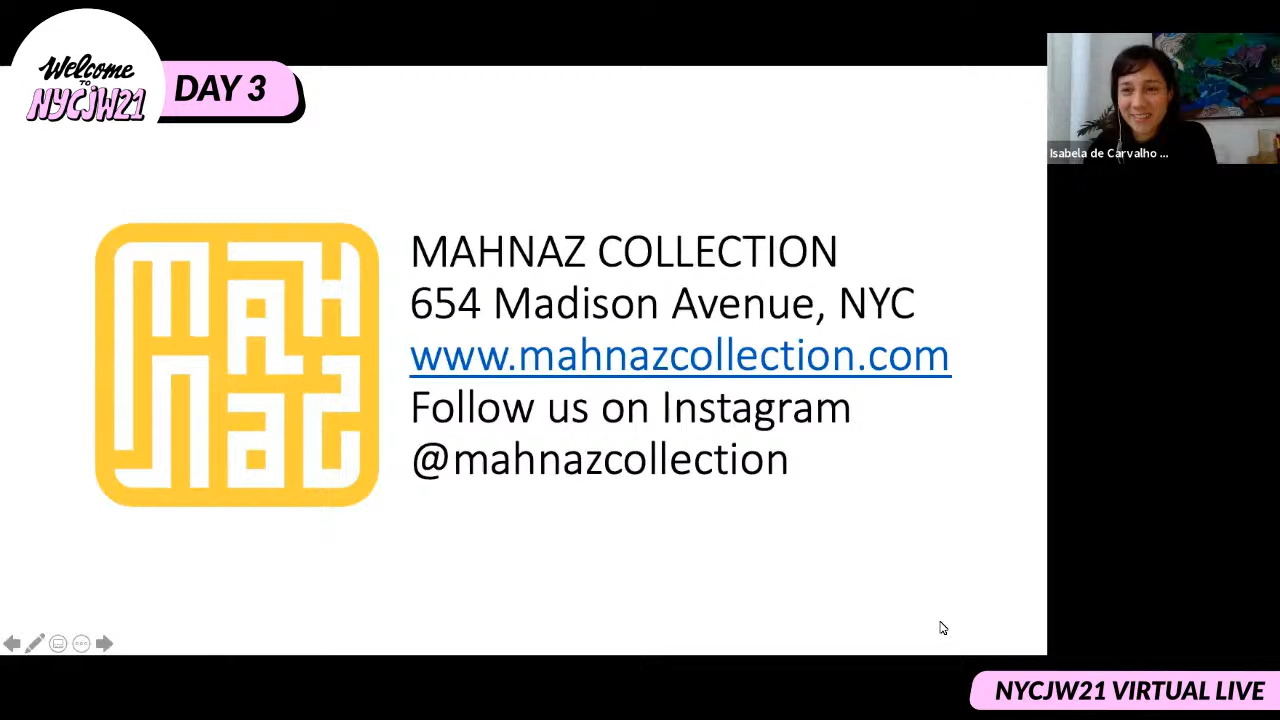 Welcome
TO
NYCJW21
DAY 3
Isabela de Carvalho ...
mahnaz
MAHNAZ COLLECTION
654 Madison Avenue, NYC
www.mahnazcollection.com
Follow us on Instagram
@mahnazcollection
NYCJW21 VIRTUAL LIVE